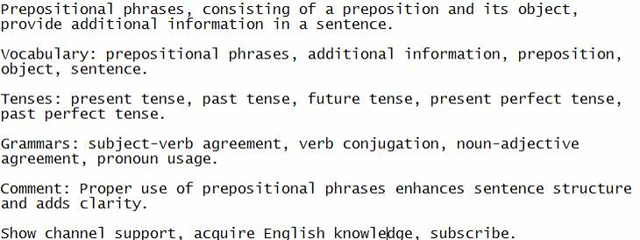 Prepositional phrases, consisting of a preposition and its object,
provide additional information in a sentence.
Vocabulary: prepositional phrases, additional information, preposition,
object, sentence.
Tenses: present tense, past tense, future tense, present perfect tense,
past perfect tense.
Grammars: subject-verb agreement, verb conjugation, noun-adjective
agreement, pronoun usage.
Comment: Proper use of prepositional phrases enhances sentence structure
and adds clarity.
Show channel support, acquire English knowledge, subscribe.